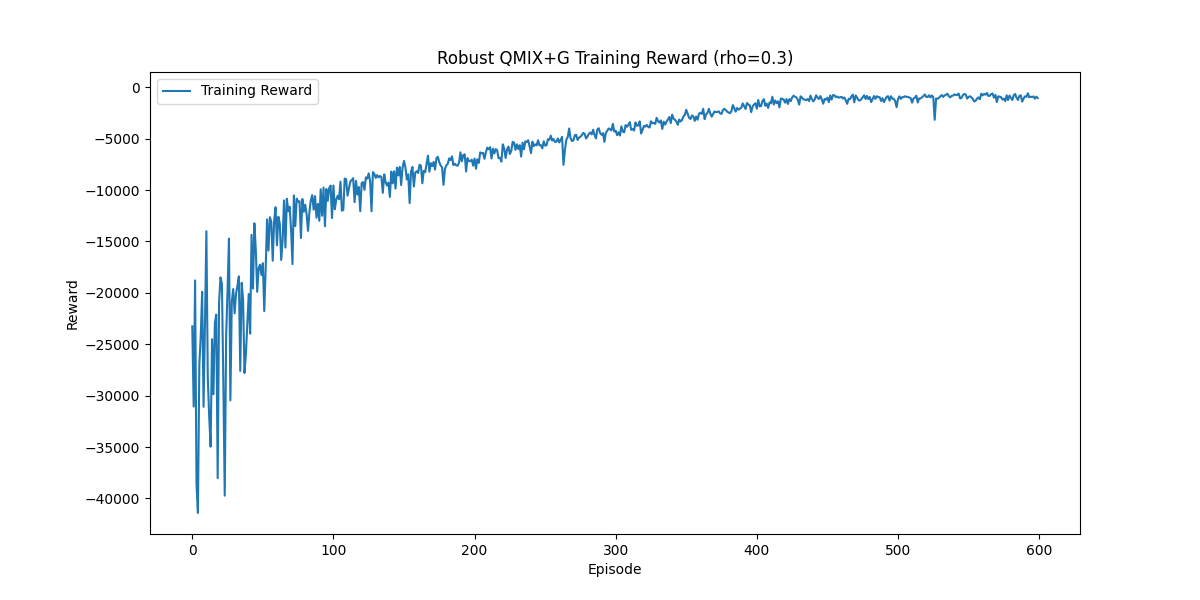 Robust QMIX+G Training Reward (rho=0.3)
Training Reward
0
−5000
−10000
−15000
−20000
−25000
−30000
−35000
−40000
Reward
0 100 200 300 400 500 600
Episode